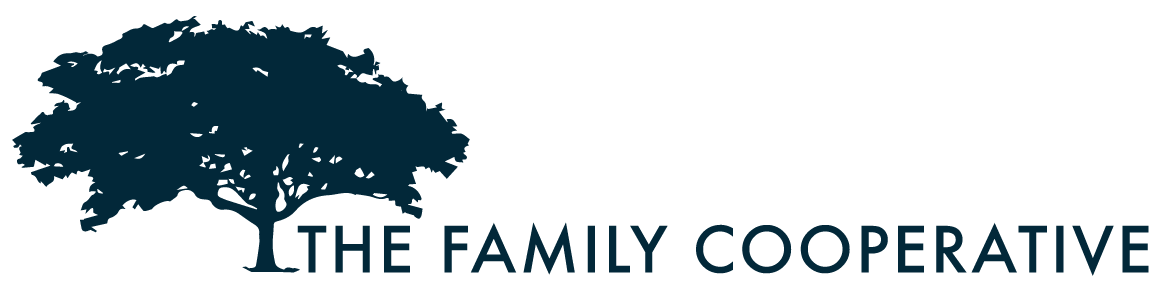 THE FAMILY COOPERATIVE